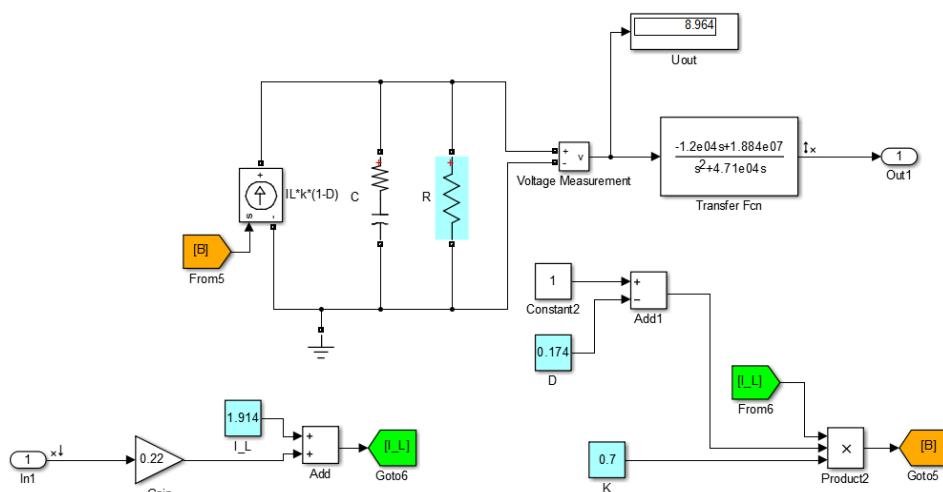 8.964
Uout
-1.2e04s+1.884e07
s²+4.71e04s
Transfer Fcn
1
Out1
+
-
v
Voltage Measurement
+
s
-
IL*k*(1-D)
+
C
+
R
[B]
From5
1
Constant2
+
−
Add1
0.174
D
[I_L]
From6
1.914
I_L
+
+
Add
[I_L]
Goto6
1
In1
0.22
0.7
K
×
Product2
[B]
Goto5